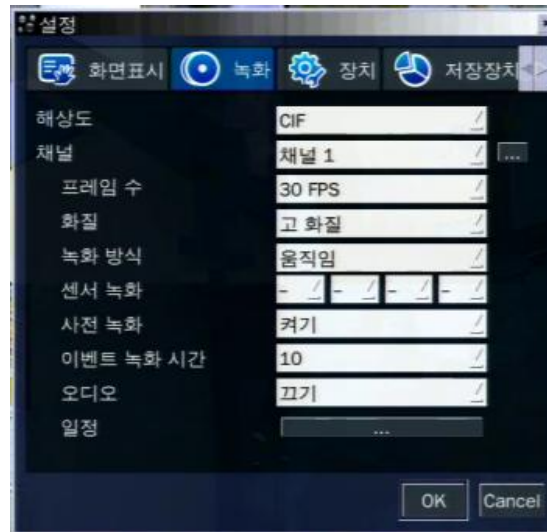 설정
화면표시 녹화 장치 저장장치
해상도 CIF
채널 채널 1 ...
프레임 수 30 FPS
화질 고 화질
녹화 방식 움직임
센서 녹화 - - - -
사전 녹화 켜기
이벤트 녹화 시간 10
오디오 끄기
일정 ...
OK Cancel